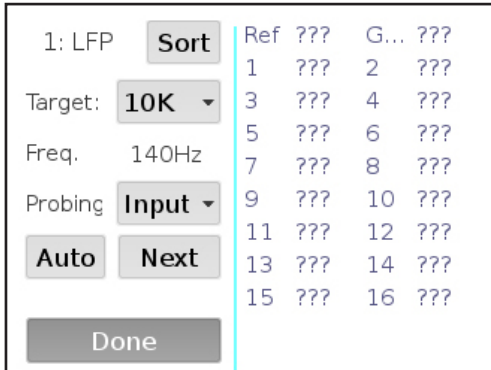 1: LFP Sort
Target: 10K
Freq. 140Hz
Probing Input
Auto Next
Done
Ref ??? G... ???
1 ??? 2 ???
3 ??? 4 ???
5 ??? 6 ???
7 ??? 8 ???
9 ??? 10 ???
11 ??? 12 ???
13 ??? 14 ???
15 ??? 16 ???